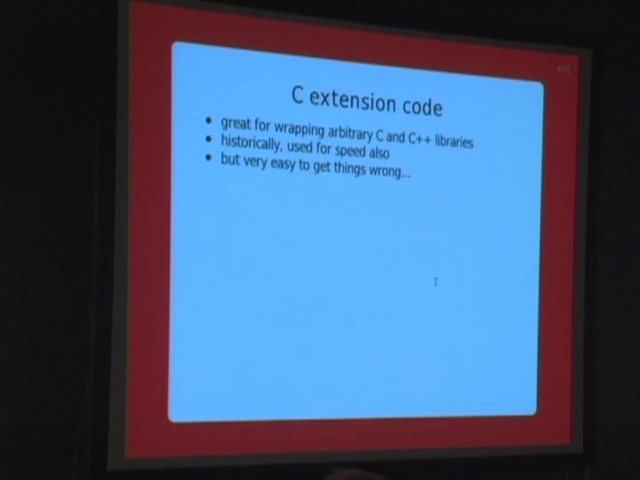 C extension code
• great for wrapping arbitrary C and C++ libraries
• historically, used for speed also
• but very easy to get things wrong...